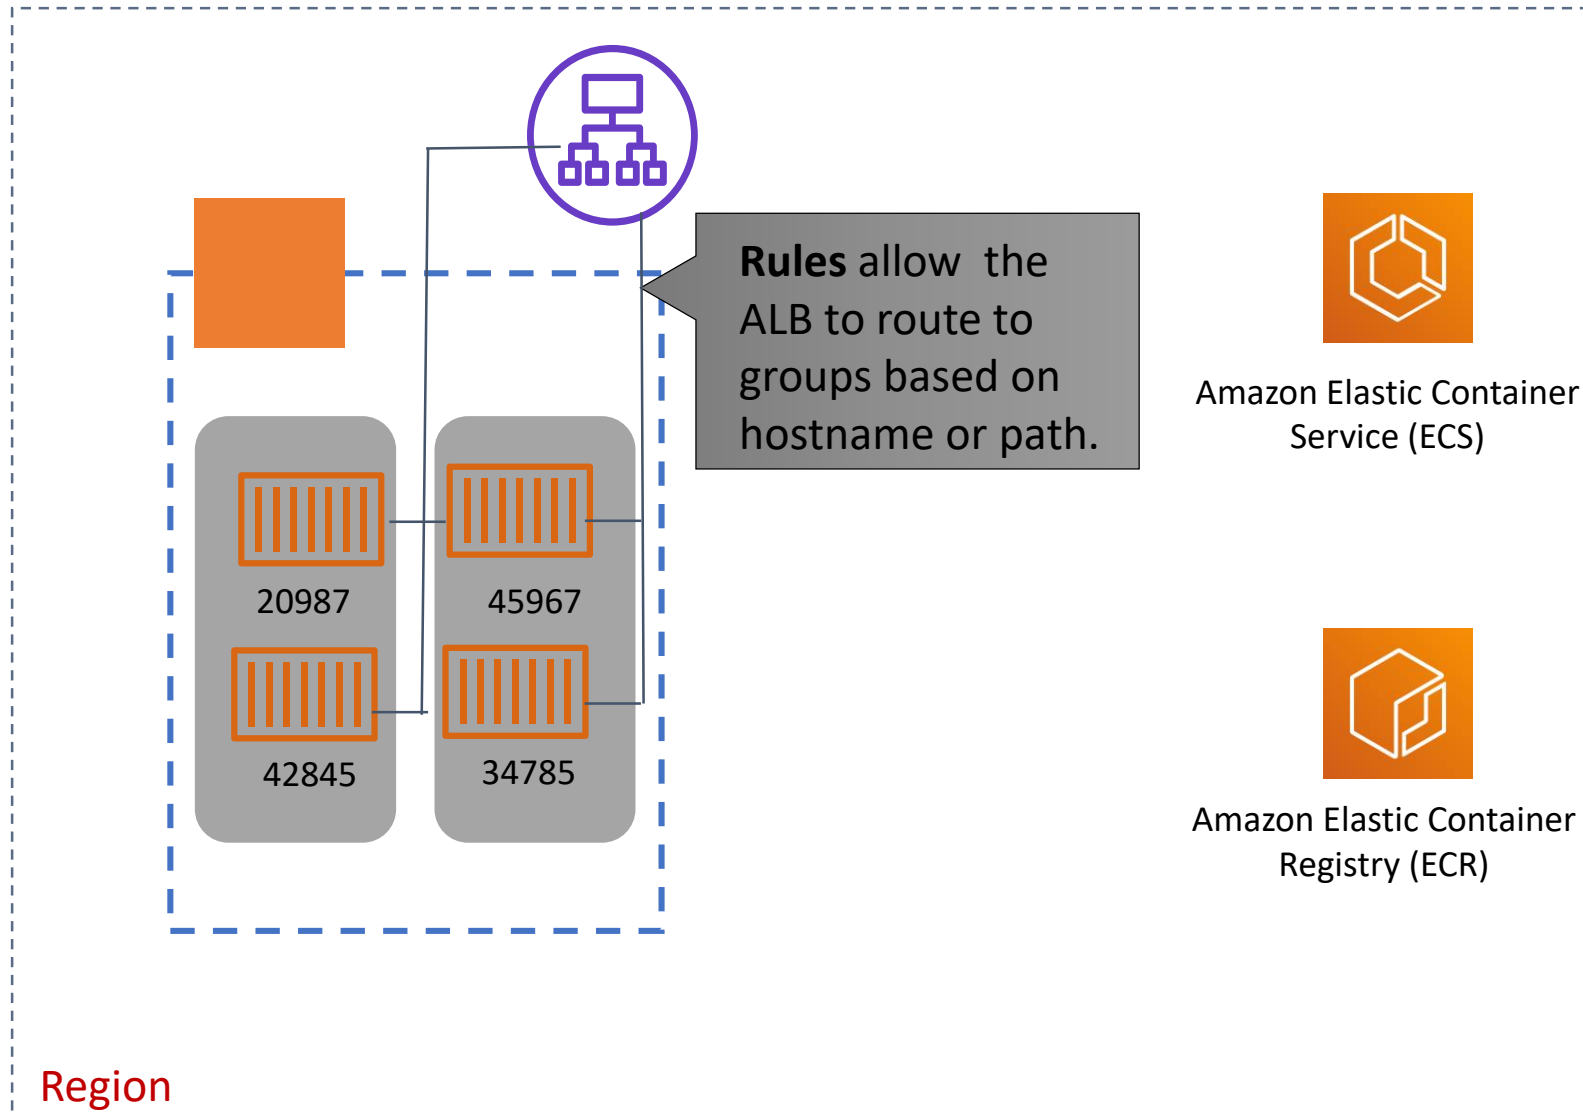 Rules allow the
ALB to route to
groups based on
hostname or path.
Amazon Elastic Container
Service (ECS)
20987
45967
42845
34785
Amazon Elastic Container
Registry (ECR)
Region